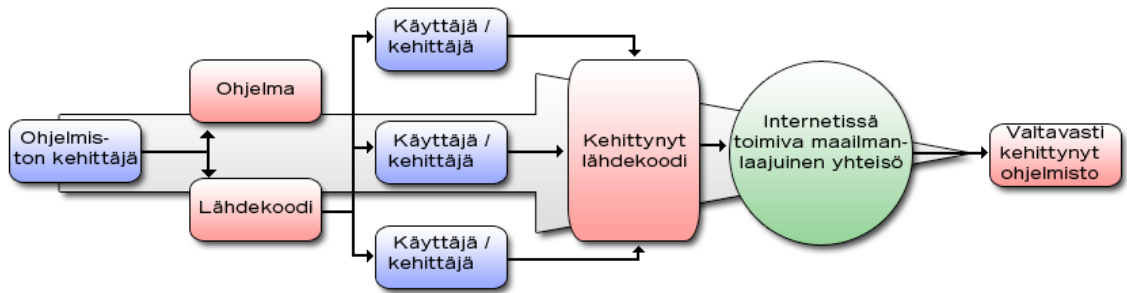 Ohjelmis-
ton kehittäjä
Ohjelma
Lähdekoodi
Käyttäjä /
kehittäjä
Käyttäjä /
kehittäjä
Käyttäjä /
kehittäjä
Kehittynyt
lähdekoodi
Internetissä
toimiva maailman-
laajuinen yhteisö
Valtavasti
kehittynyt
ohjelmisto